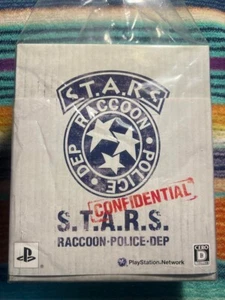 S.T.A.R.S
RACCOON
DEP POLICE
CONFIDENTIAL
S.T.A.R.S.
RACCOON·POLICE·DEP
PlayStation.Network
CERO
D